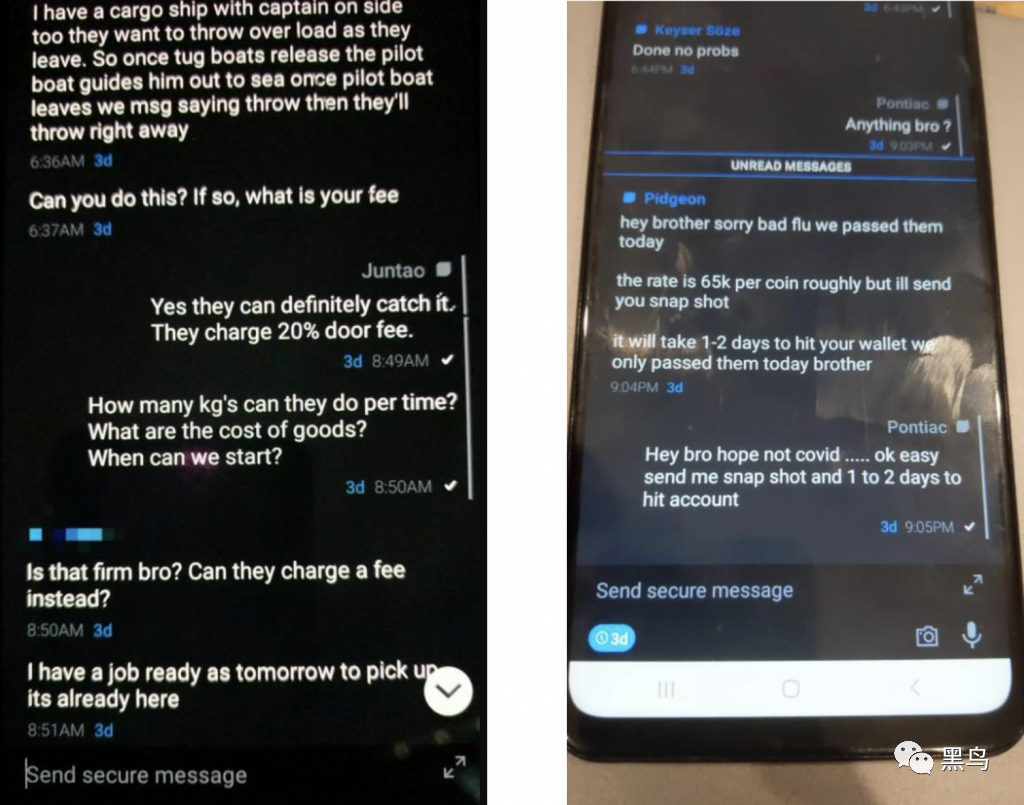 I have a cargo ship with captain on side
too they want to throw over load as they
leave. So once tug boats release the pilot
boat guides him out to sea once pilot boat
leaves we msg saying throw then they'll
throw right away
6:36AM 3d
Can you do this? If so, what is your fee
6:37AM 3d
Juntao
Yes they can definitely catch it.
They charge 20% door fee.
3d 8:49AM
How many kg's can they do per time?
What are the cost of goods?
When can we start?
3d 8:50AM
Is that firm bro? Can they charge a fee
instead?
8:50AM 3d
I have a job ready as tomorrow to pick up
its already here
8:51AM 3d
Send secure message
3d 6:43PM
Keyser Söze
Done no probs
6:44PM 3d
Pontiac
Anything bro ?
3d 9:03PM
UNREAD MESSAGES
Pidgeon
hey brother sorry bad flu we passed them
today
the rate is 65k per coin roughly but ill send
you snap shot
it will take 1-2 days to hit your wallet we
only passed them today brother
9:04PM 3d
Pontiac
Hey bro hope not covid ..... ok easy
send me snap shot and 1 to 2 days to
hit account
3d 9:05PM
Send secure message
3d
黑鸟